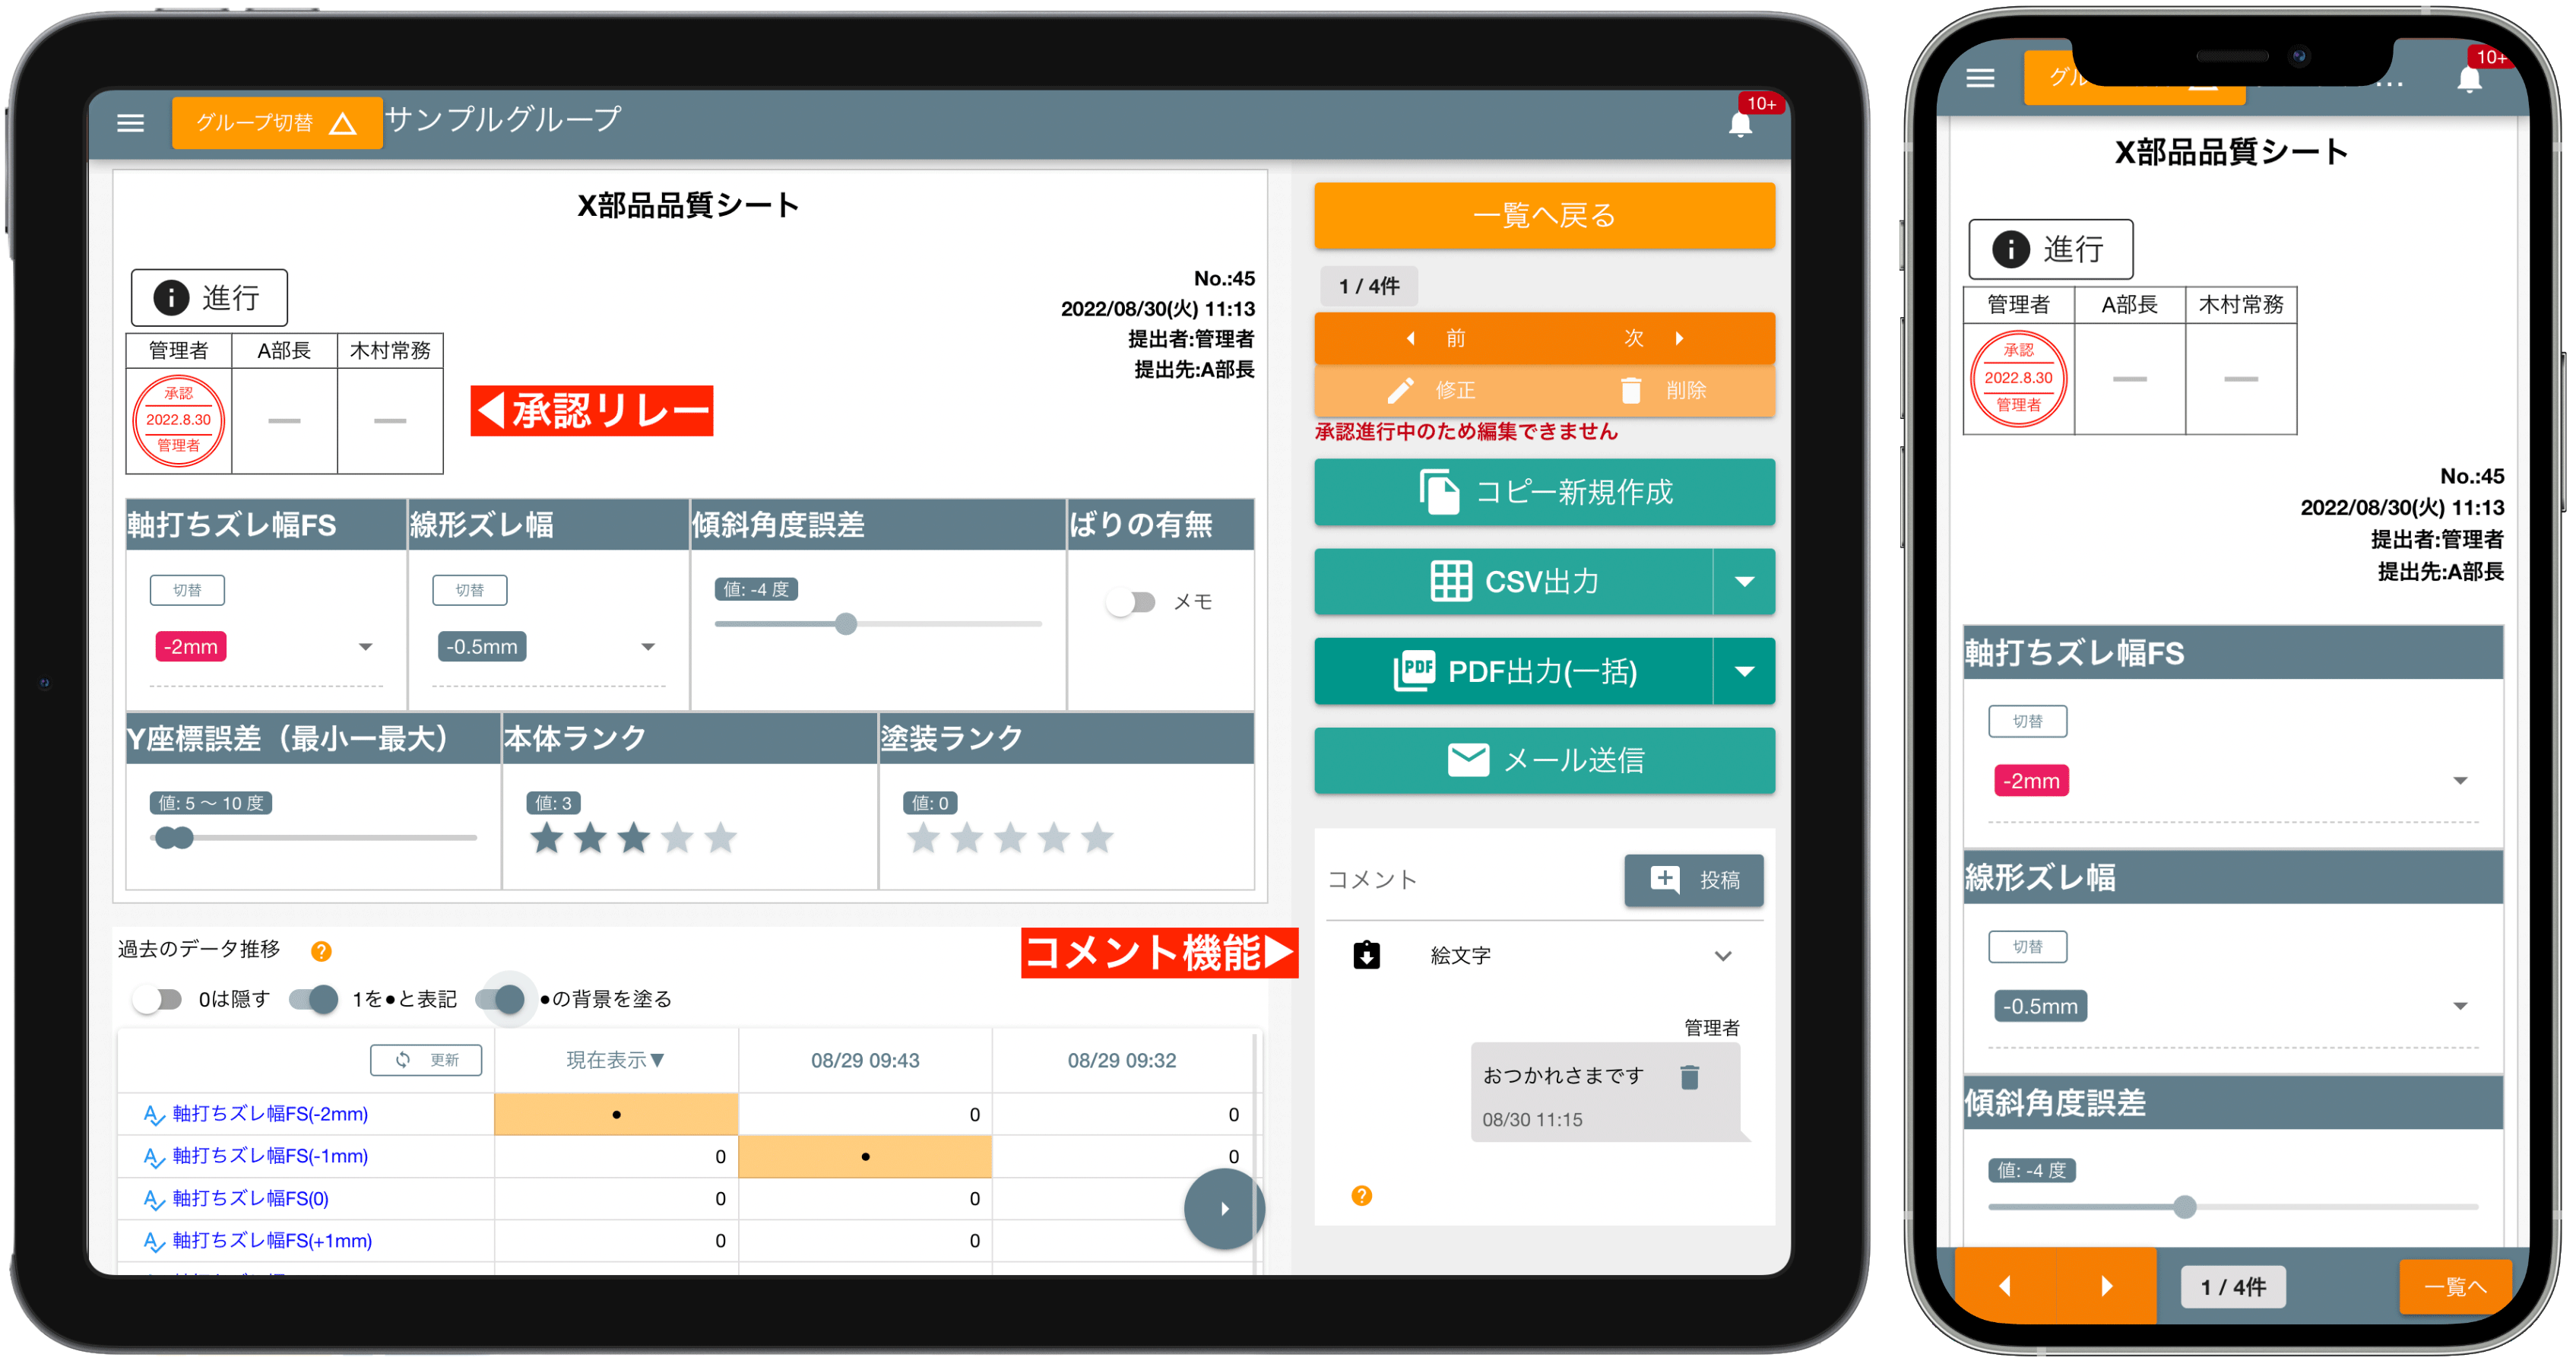 グループ切替
サンプルグループ
10+
X部品品質シート
進行
No.:45
2022/08/30(火) 11:13
提出者:管理者
提出先:A部長
管理者
A部長
木村常務
承認
2022.8.30
管理者
◀承認リレー
軸打ちズレ幅FS
線形ズレ幅
傾斜角度誤差
ばりの有無
切替
切替
値: -4 度
メモ
-2mm
-0.5mm
Y座標誤差（最小ー最大）
本体ランク
塗装ランク
値: 5 〜 10 度
値: 3
値: 0
過去のデータ推移
?
0は隠す
1を●と表記
●の背景を塗る
更新
現在表示▼
08/29 09:43
08/29 09:32
軸打ちズレ幅FS(-2mm)
●
0
0
軸打ちズレ幅FS(-1mm)
0
●
0
軸打ちズレ幅FS(0)
0
0
軸打ちズレ幅FS(+1mm)
0
0
一覧へ戻る
1 / 4件
前
次
修正
削除
承認進行中のため編集できません
コピー新規作成
CSV出力
PDF
PDF出力(一括)
メール送信
コメント
投稿
コメント機能▶
絵文字
管理者
おつかれさまです
08/30 11:15
?
10+
X部品品質シート
進行
管理者
A部長
木村常務
承認
2022.8.30
管理者
No.:45
2022/08/30(火) 11:13
提出者:管理者
提出先:A部長
軸打ちズレ幅FS
切替
-2mm
線形ズレ幅
切替
-0.5mm
傾斜角度誤差
値: -4 度
1 / 4件
一覧へ